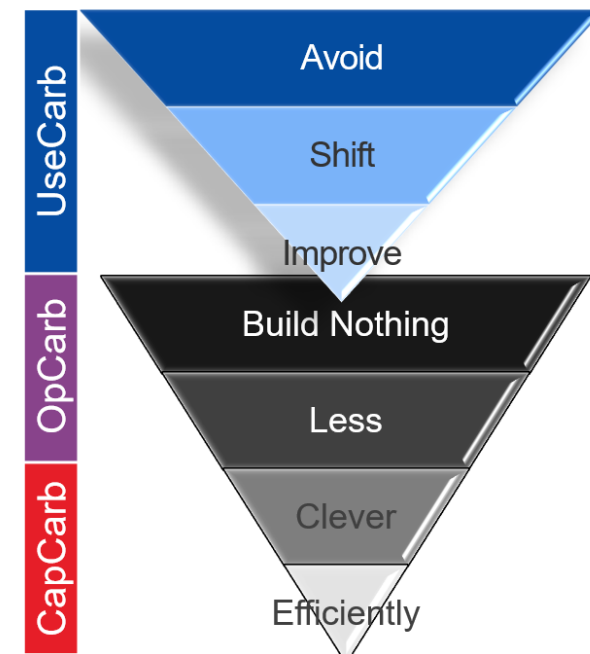 UseCarb
Avoid
Shift
Improve
OpCarb
Build Nothing
Less
CapCarb
Clever
Efficiently